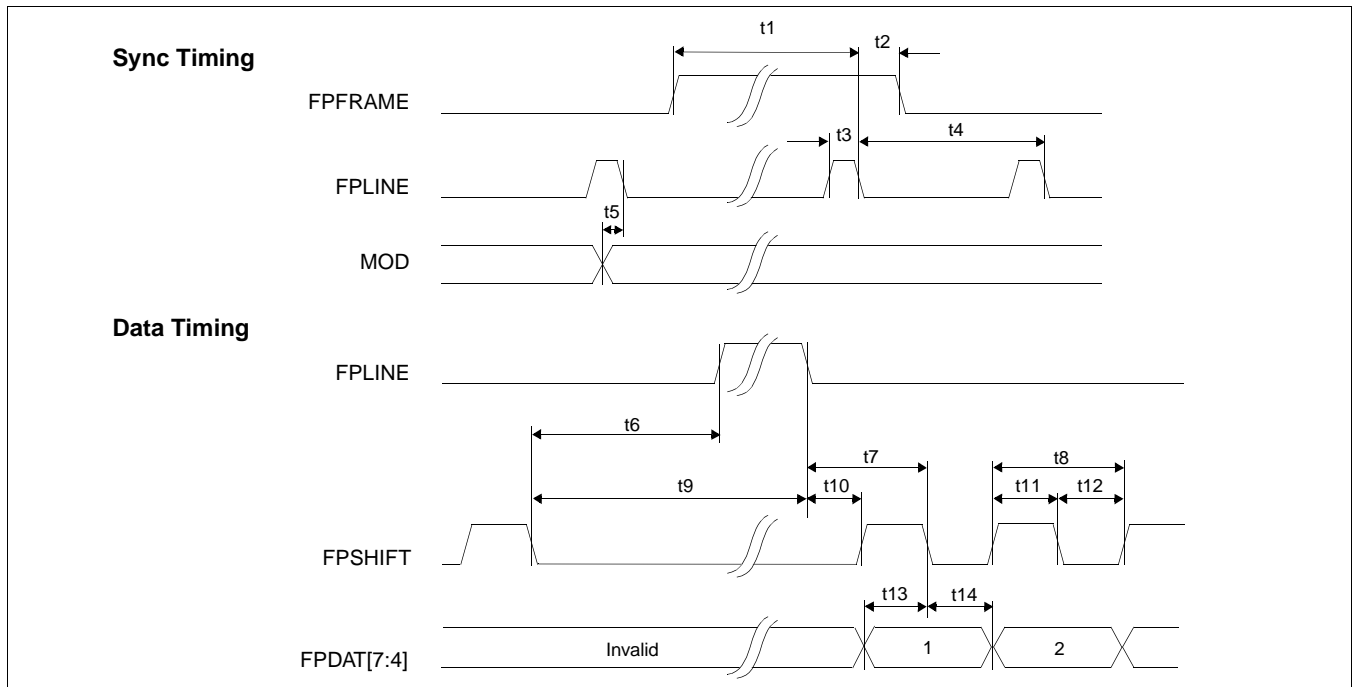 Sync Timing
t1
t2
FPFRAME
t3
t4
FPLINE
t5
MOD
Data Timing
FPLINE
t6
t7
t8
t9
t10
t11
t12
FPSHIFT
t13
t14
FPDAT[7:4]
Invalid
1
2